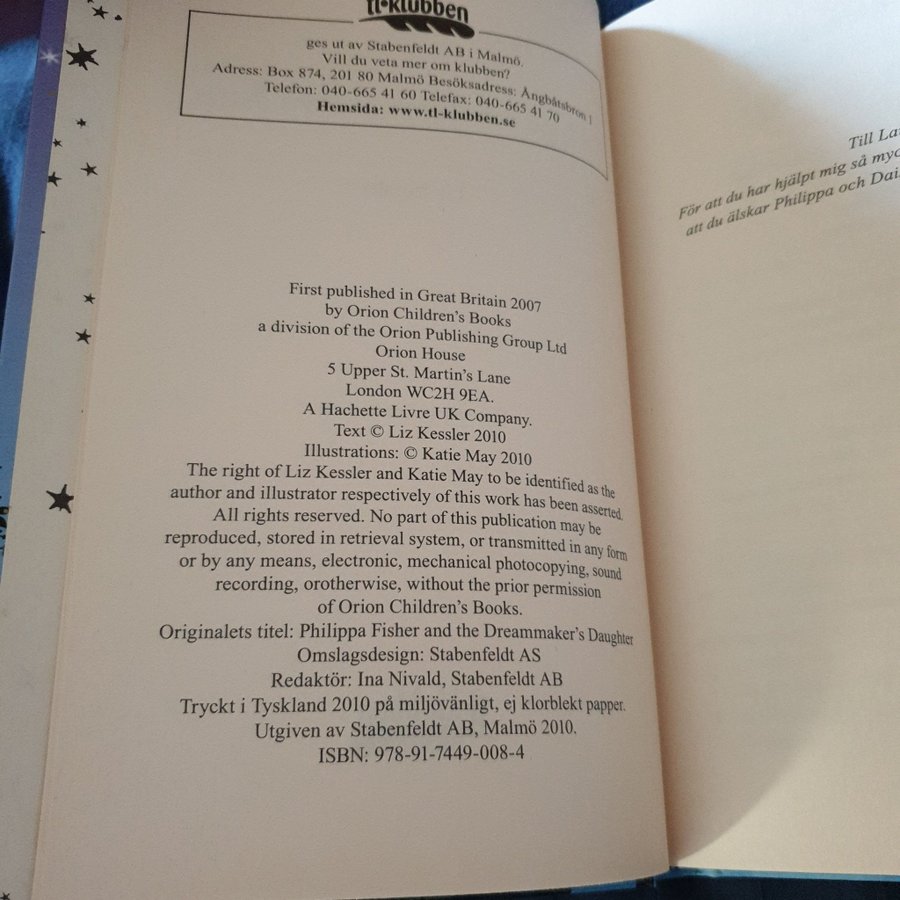 tl•klubben
ges ut av Stabenfeldt AB i Malmö.
Vill du veta mer om klubben?
Adress: Box 874, 201 80 Malmö Besöksadress: Ångbåtsbron 1
Telefon: 040-665 41 60 Telefax: 040-665 41 70
Hemsida: www.tl-klubben.se
First published in Great Britain 2007
by Orion Children's Books
a division of the Orion Publishing Group Ltd
Orion House
5 Upper St. Martin's Lane
London WC2H 9EA.
A Hachette Livre UK Company.
Text © Liz Kessler 2010
Illustrations: © Katie May 2010
The right of Liz Kessler and Katie May to be identified as the
author and illustrator respectively of this work has been asserted.
All rights reserved. No part of this publication may be
reproduced, stored in retrieval system, or transmitted in any form
or by any means, electronic, mechanical photocopying, sound
recording, orotherwise, without the prior permission
of Orion Children's Books.
Originalets titel: Philippa Fisher and the Dreammaker's Daughter
Omslagsdesign: Stabenfeldt AS
Redaktör: Ina Nivald, Stabenfeldt AB
Tryckt i Tyskland 2010 på miljövänligt, ej klorblekt papper.
Utgiven av Stabenfeldt AB, Malmö 2010.
ISBN: 978-91-7449-008-4
Till
För att du har hjälpt mig så
att du älskar Philippa och